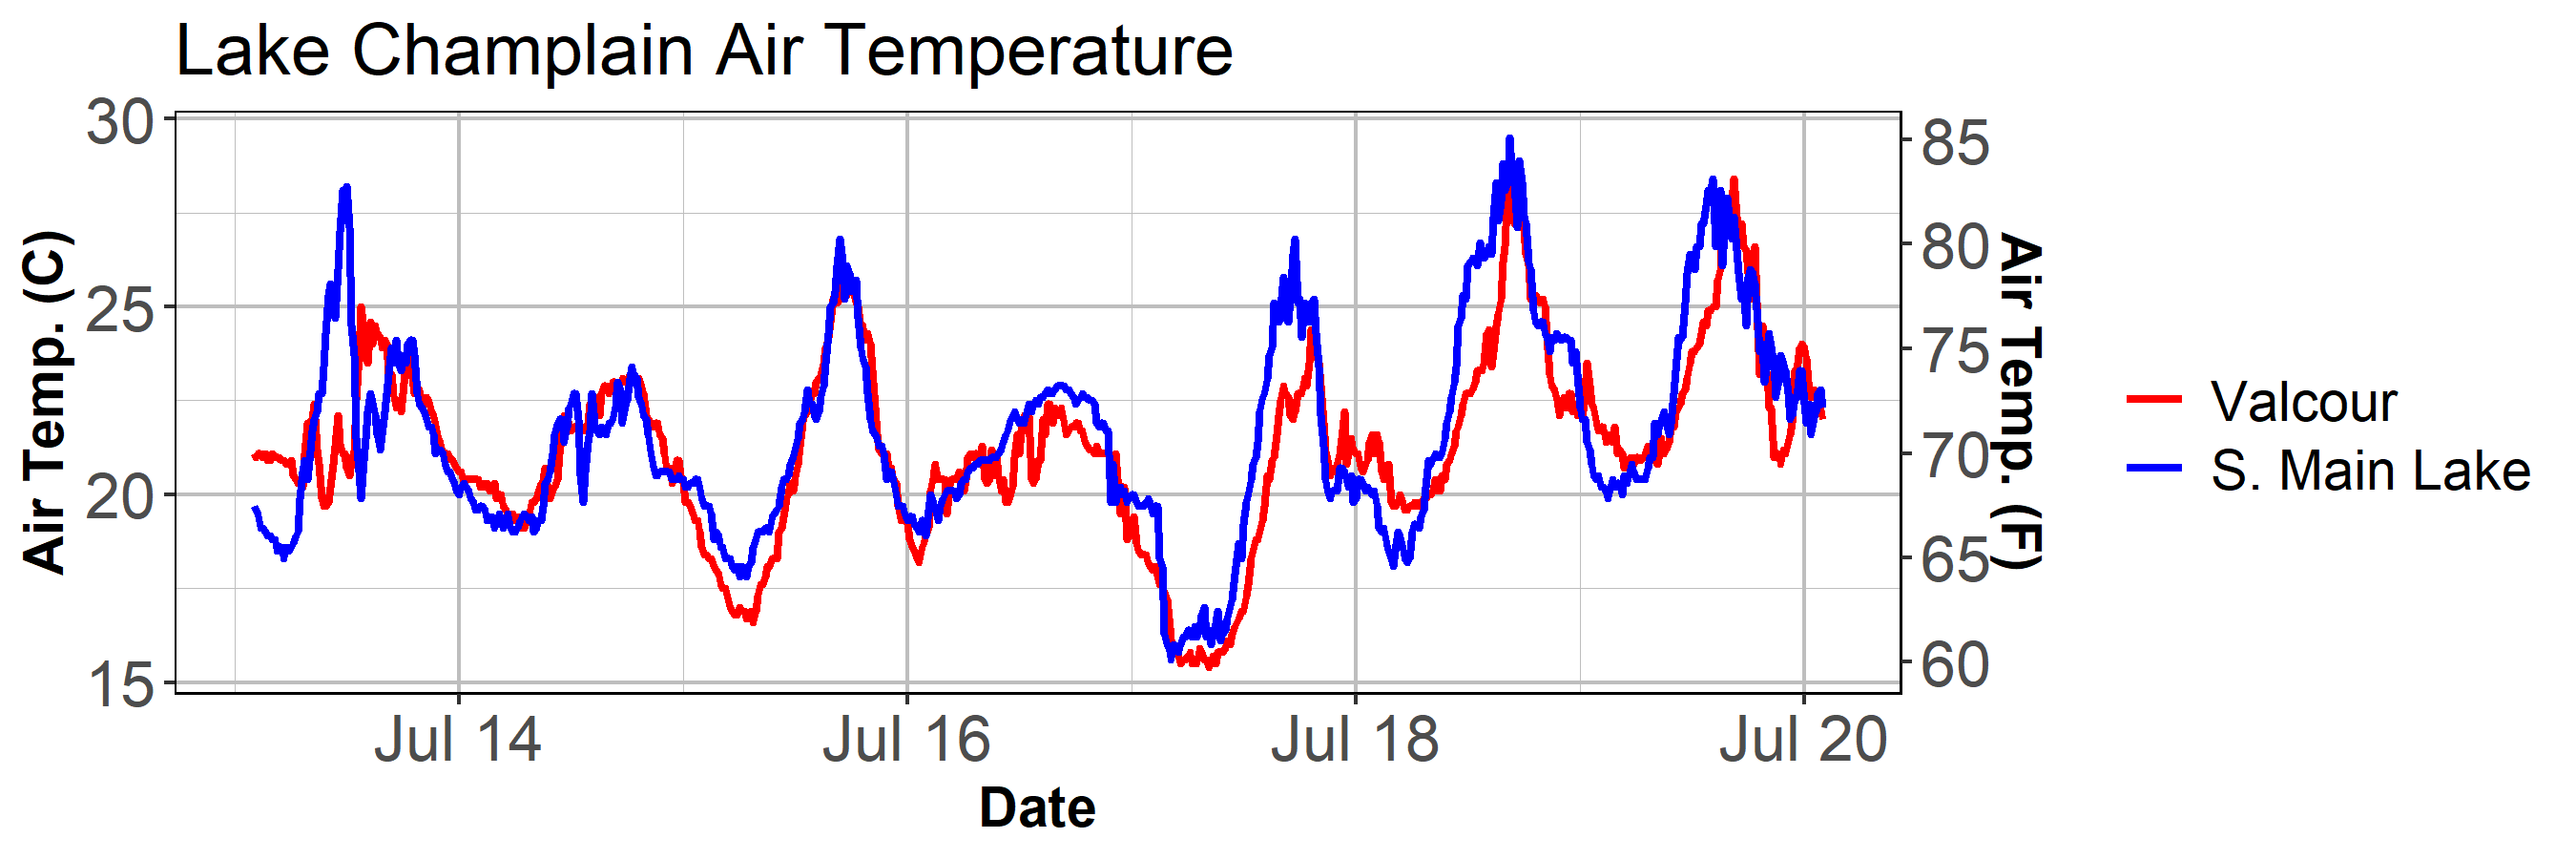 Lake Champlain Air Temperature
30
25
20
15
Air Temp. (C)
85
80
75
70
65
60
Air Temp. (F)
Jul 14
Jul 16
Jul 18
Jul 20
Date
Valcour
S. Main Lake